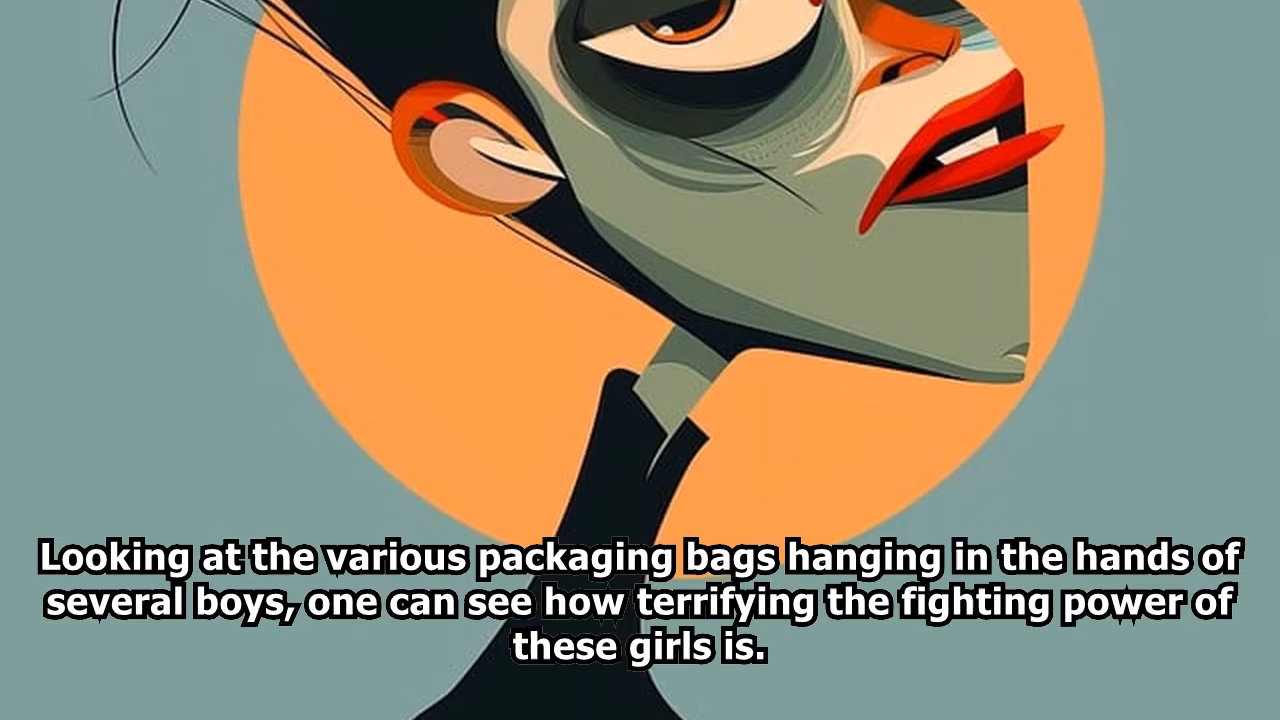 Looking at the various packaging bags hanging in the hands of
several boys, one can see how terrifying the fighting power of
these girls is.